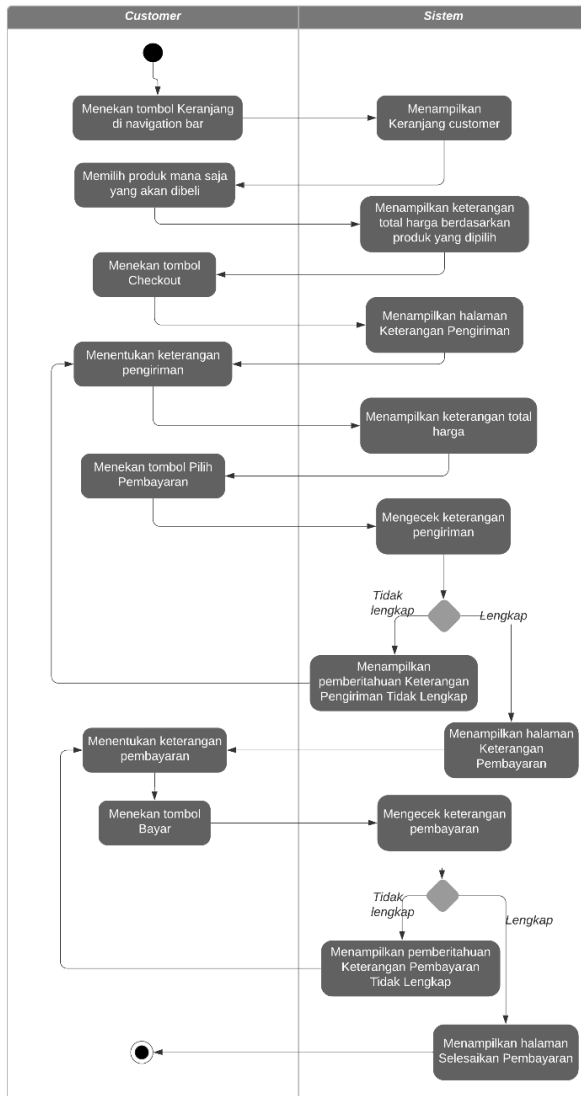 Customer
Sistem
Menekan tombol Keranjang
di navigation bar
Menampilkan
Keranjang customer
Memilih produk mana saja
yang akan dibeli
Menampilkan keterangan
total harga berdasarkan
produk yang dipilih
Menekan tombol
Checkout
Menampilkan halaman
Keterangan Pengiriman
Menentukan keterangan
pengiriman
Menampilkan keterangan total
harga
Menekan tombol Pilih
Pembayaran
Mengecek keterangan
pengiriman
Tidak
lengkap
Lengkap
Menampilkan
pemberitahuan Keterangan
Pengiriman Tidak Lengkap
Menampilkan halaman
Keterangan
Pembayaran
Menentukan keterangan
pembayaran
Menekan tombol
Bayar
Mengecek keterangan
pembayaran
Tidak
lengkap
Lengkap
Menampilkan pemberitahuan
Keterangan Pembayaran
Tidak Lengkap
Menampilkan halaman
Selesaikan Pembayaran